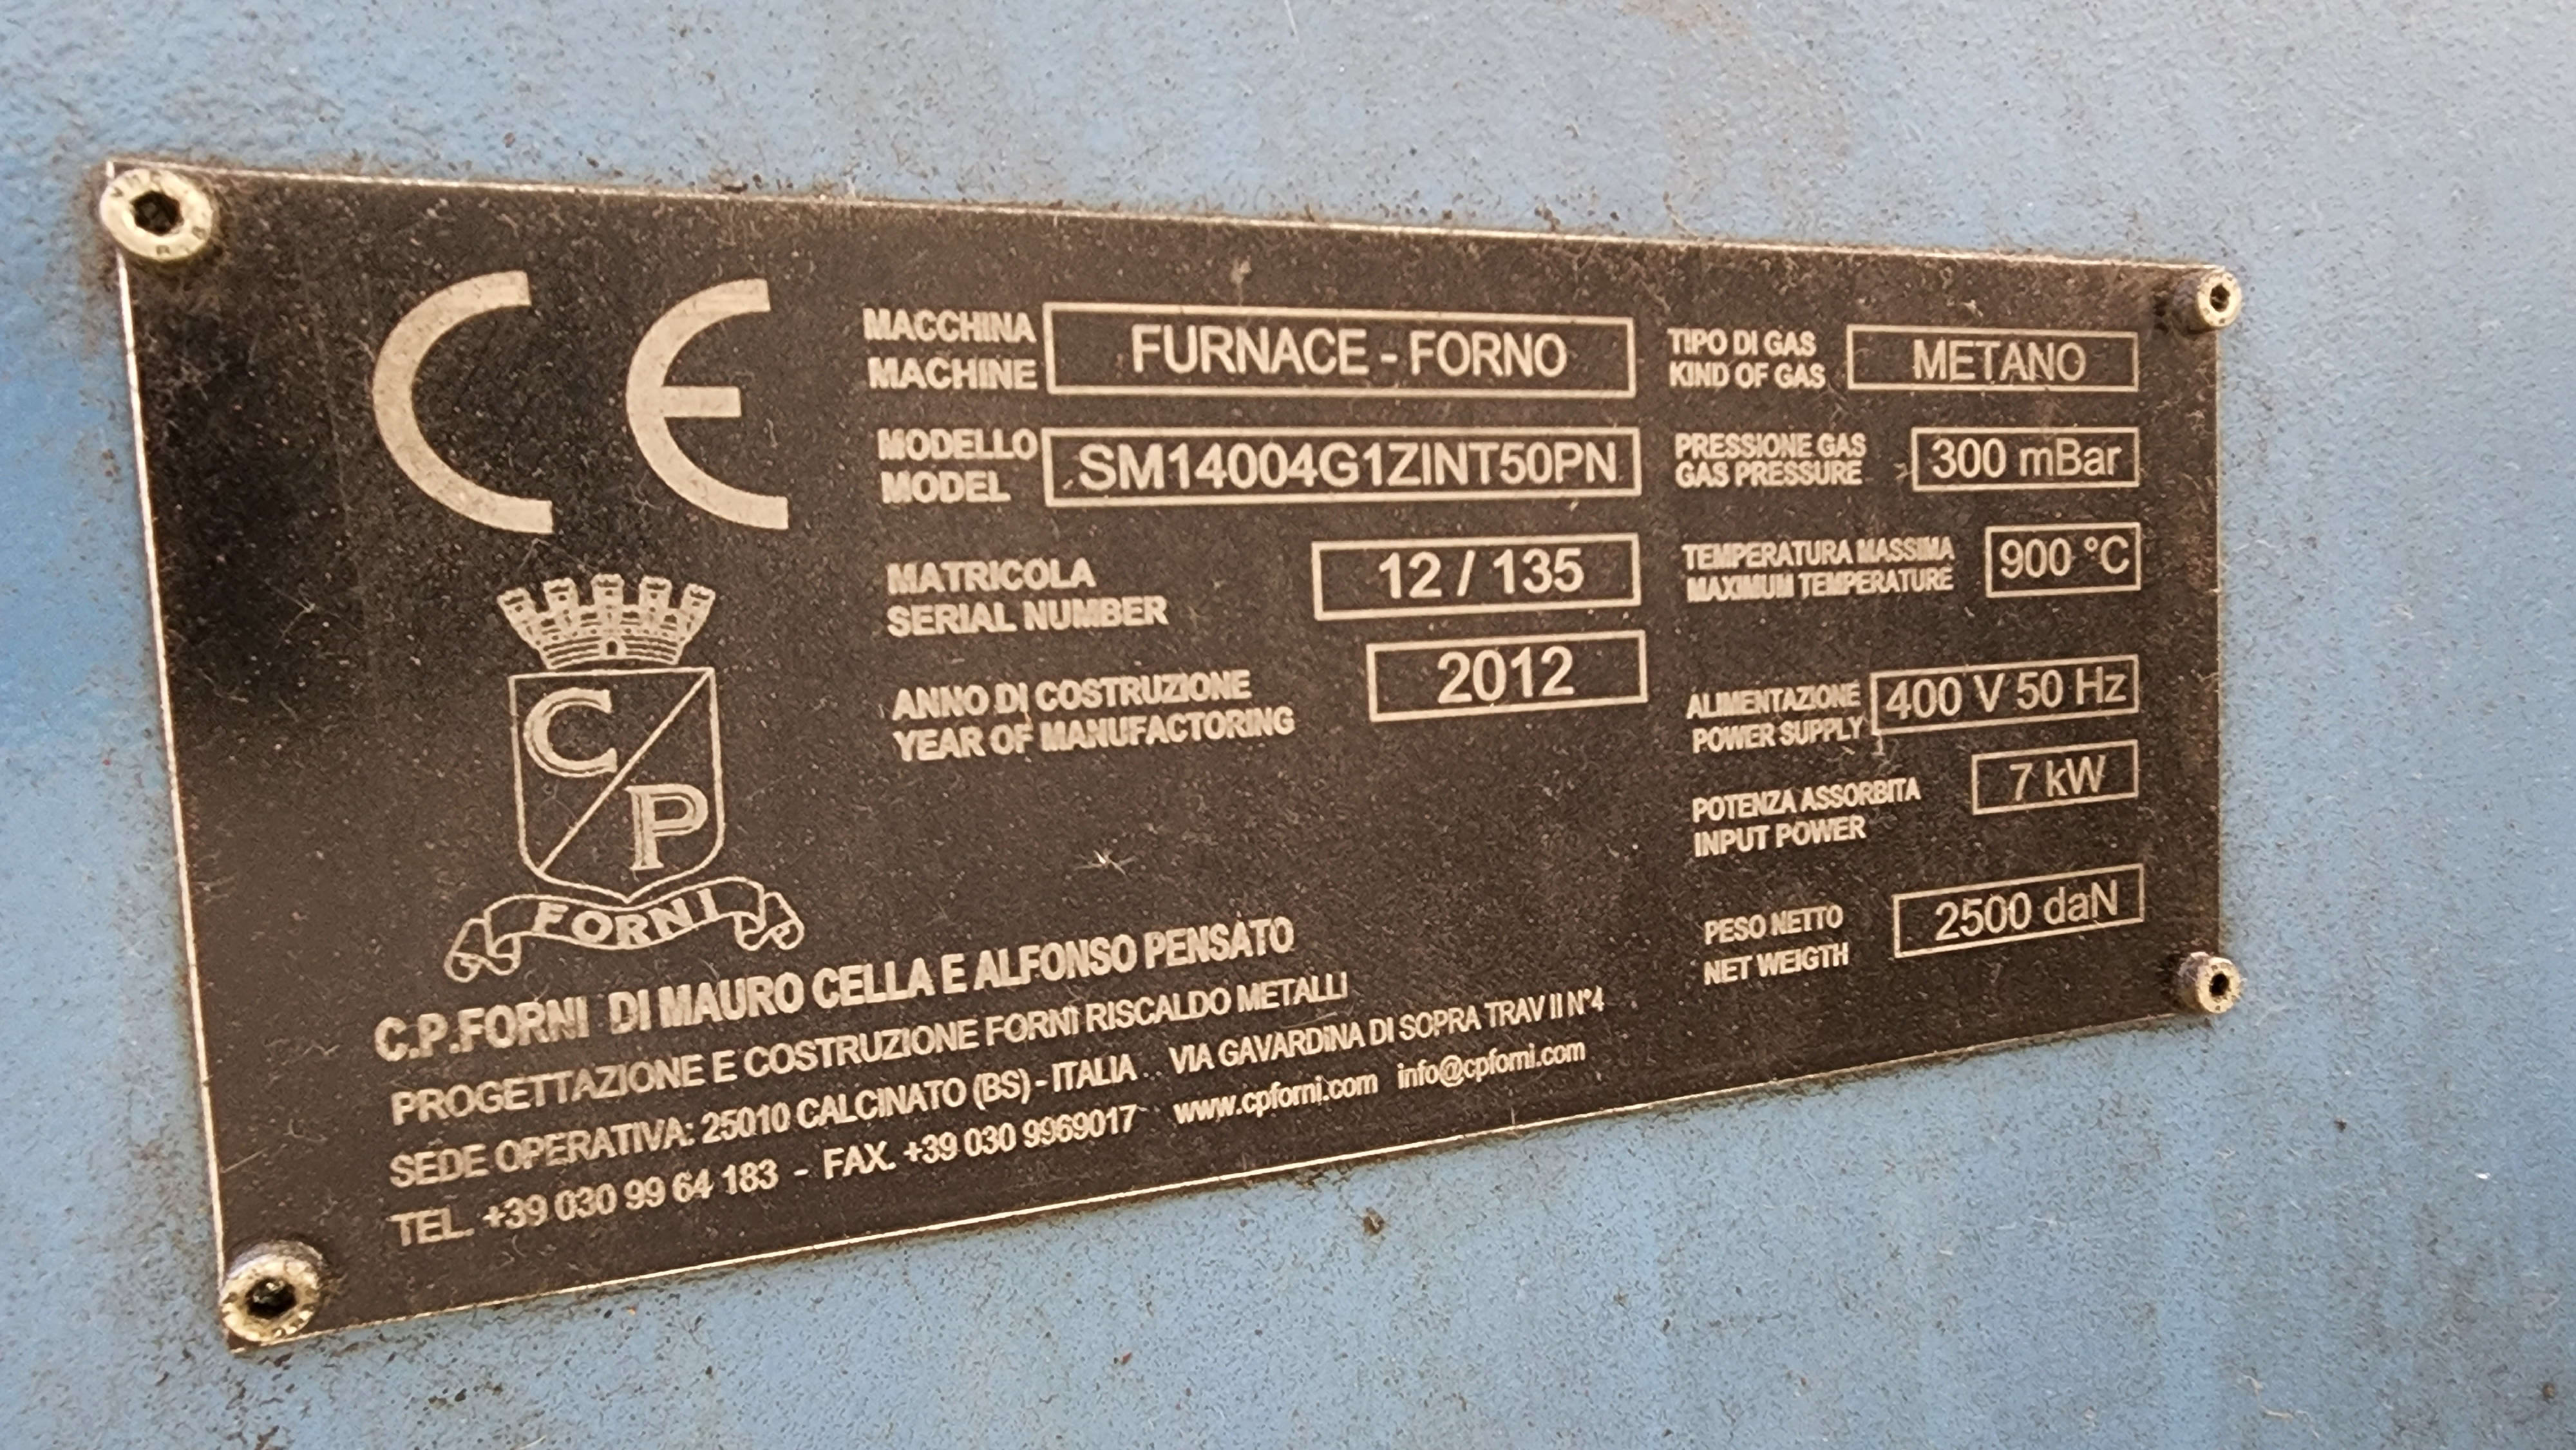 CE
MACCHINA
MACHINE
FURNACE - FORNO
MODELLO
MODEL
SM14004G1ZINT50PN
MATRICOLA
SERIAL NUMBER
12 / 135
ANNO DI COSTRUZIONE
YEAR OF MANUFACTORING
2012
TIPO DI GAS
KIND OF GAS
METANO
PRESSIONE GAS
GAS PRESSURE
300 mBar
TEMPERATURA MASSIMA
MAXIMUM TEMPERATURE
900 °C
ALIMENTAZIONE
POWER SUPPLY
400 V 50 Hz
POTENZA ASSORBITA
INPUT POWER
7 kW
PESO NETTO
NET WEIGTH
2500 daN
C P
FORNI
C.P.FORNI DI MAURO CELLA E ALFONSO PENSATO
PROGETTAZIONE E COSTRUZIONE FORNI RISCALDO METALLI
SEDE OPERATIVA: 25010 CALCINATO (BS) - ITALIA VIA GAVARDINA DI SOPRA TRAV II N°4
TEL. +39 030 99 64 183 - FAX. +39 030 9969017 www.cpforni.com info@cpforni.com